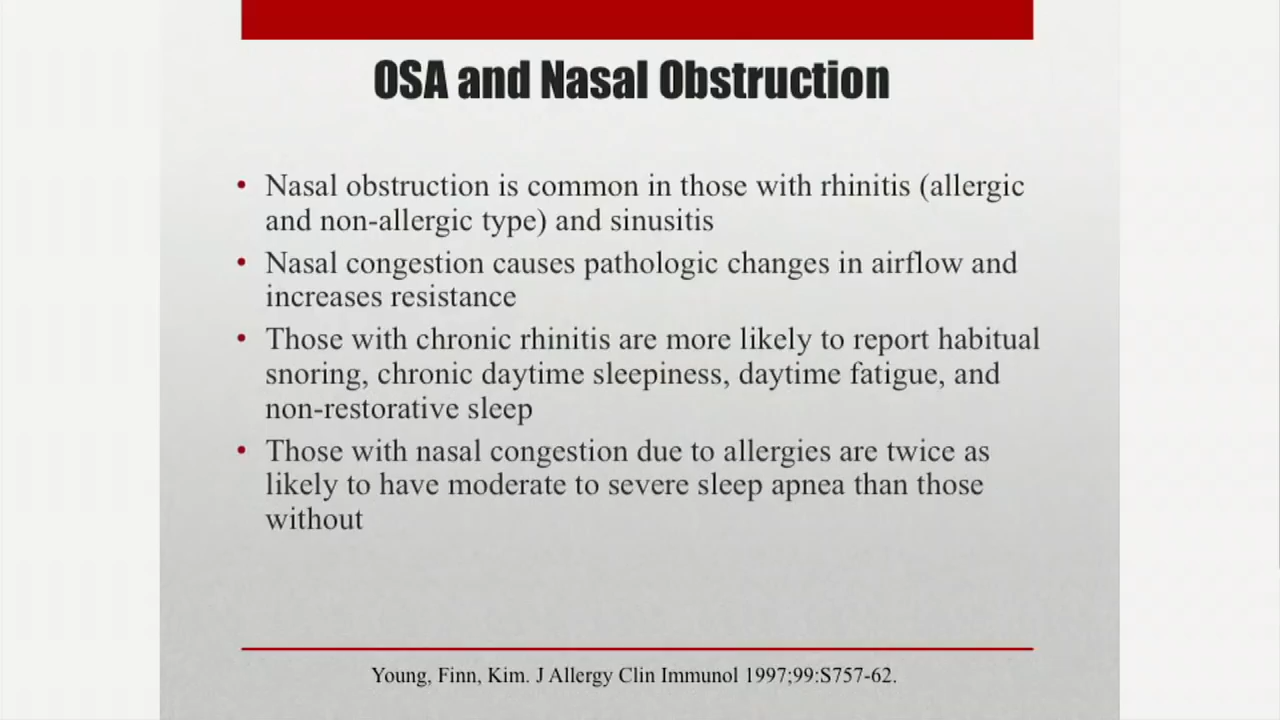 OSA and Nasal Obstruction
• Nasal obstruction is common in those with rhinitis (allergic
and non-allergic type) and sinusitis
• Nasal congestion causes pathologic changes in airflow and
increases resistance
• Those with chronic rhinitis are more likely to report habitual
snoring, chronic daytime sleepiness, daytime fatigue, and
non-restorative sleep
• Those with nasal congestion due to allergies are twice as
likely to have moderate to severe sleep apnea than those
without
Young, Finn, Kim. J Allergy Clin Immunol 1997;99:S757-62.